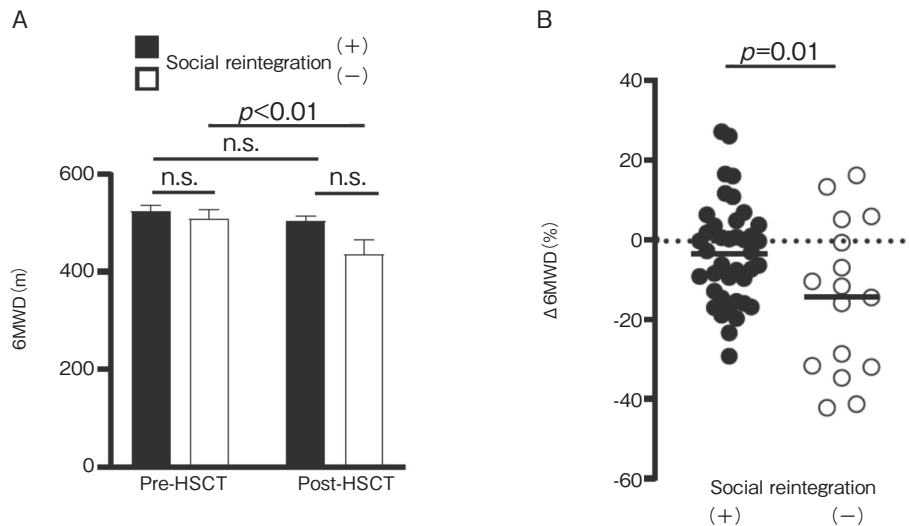 A
Social reintegration (+)
(−)
p<0.01
n.s.
n.s.
n.s.
600
400
200
0
6MWD (m)
Pre-HSCT
Post-HSCT
B
p=0.01
40
20
0
-20
-40
-60
Δ6MWD (%)
Social reintegration
(+)
(−)